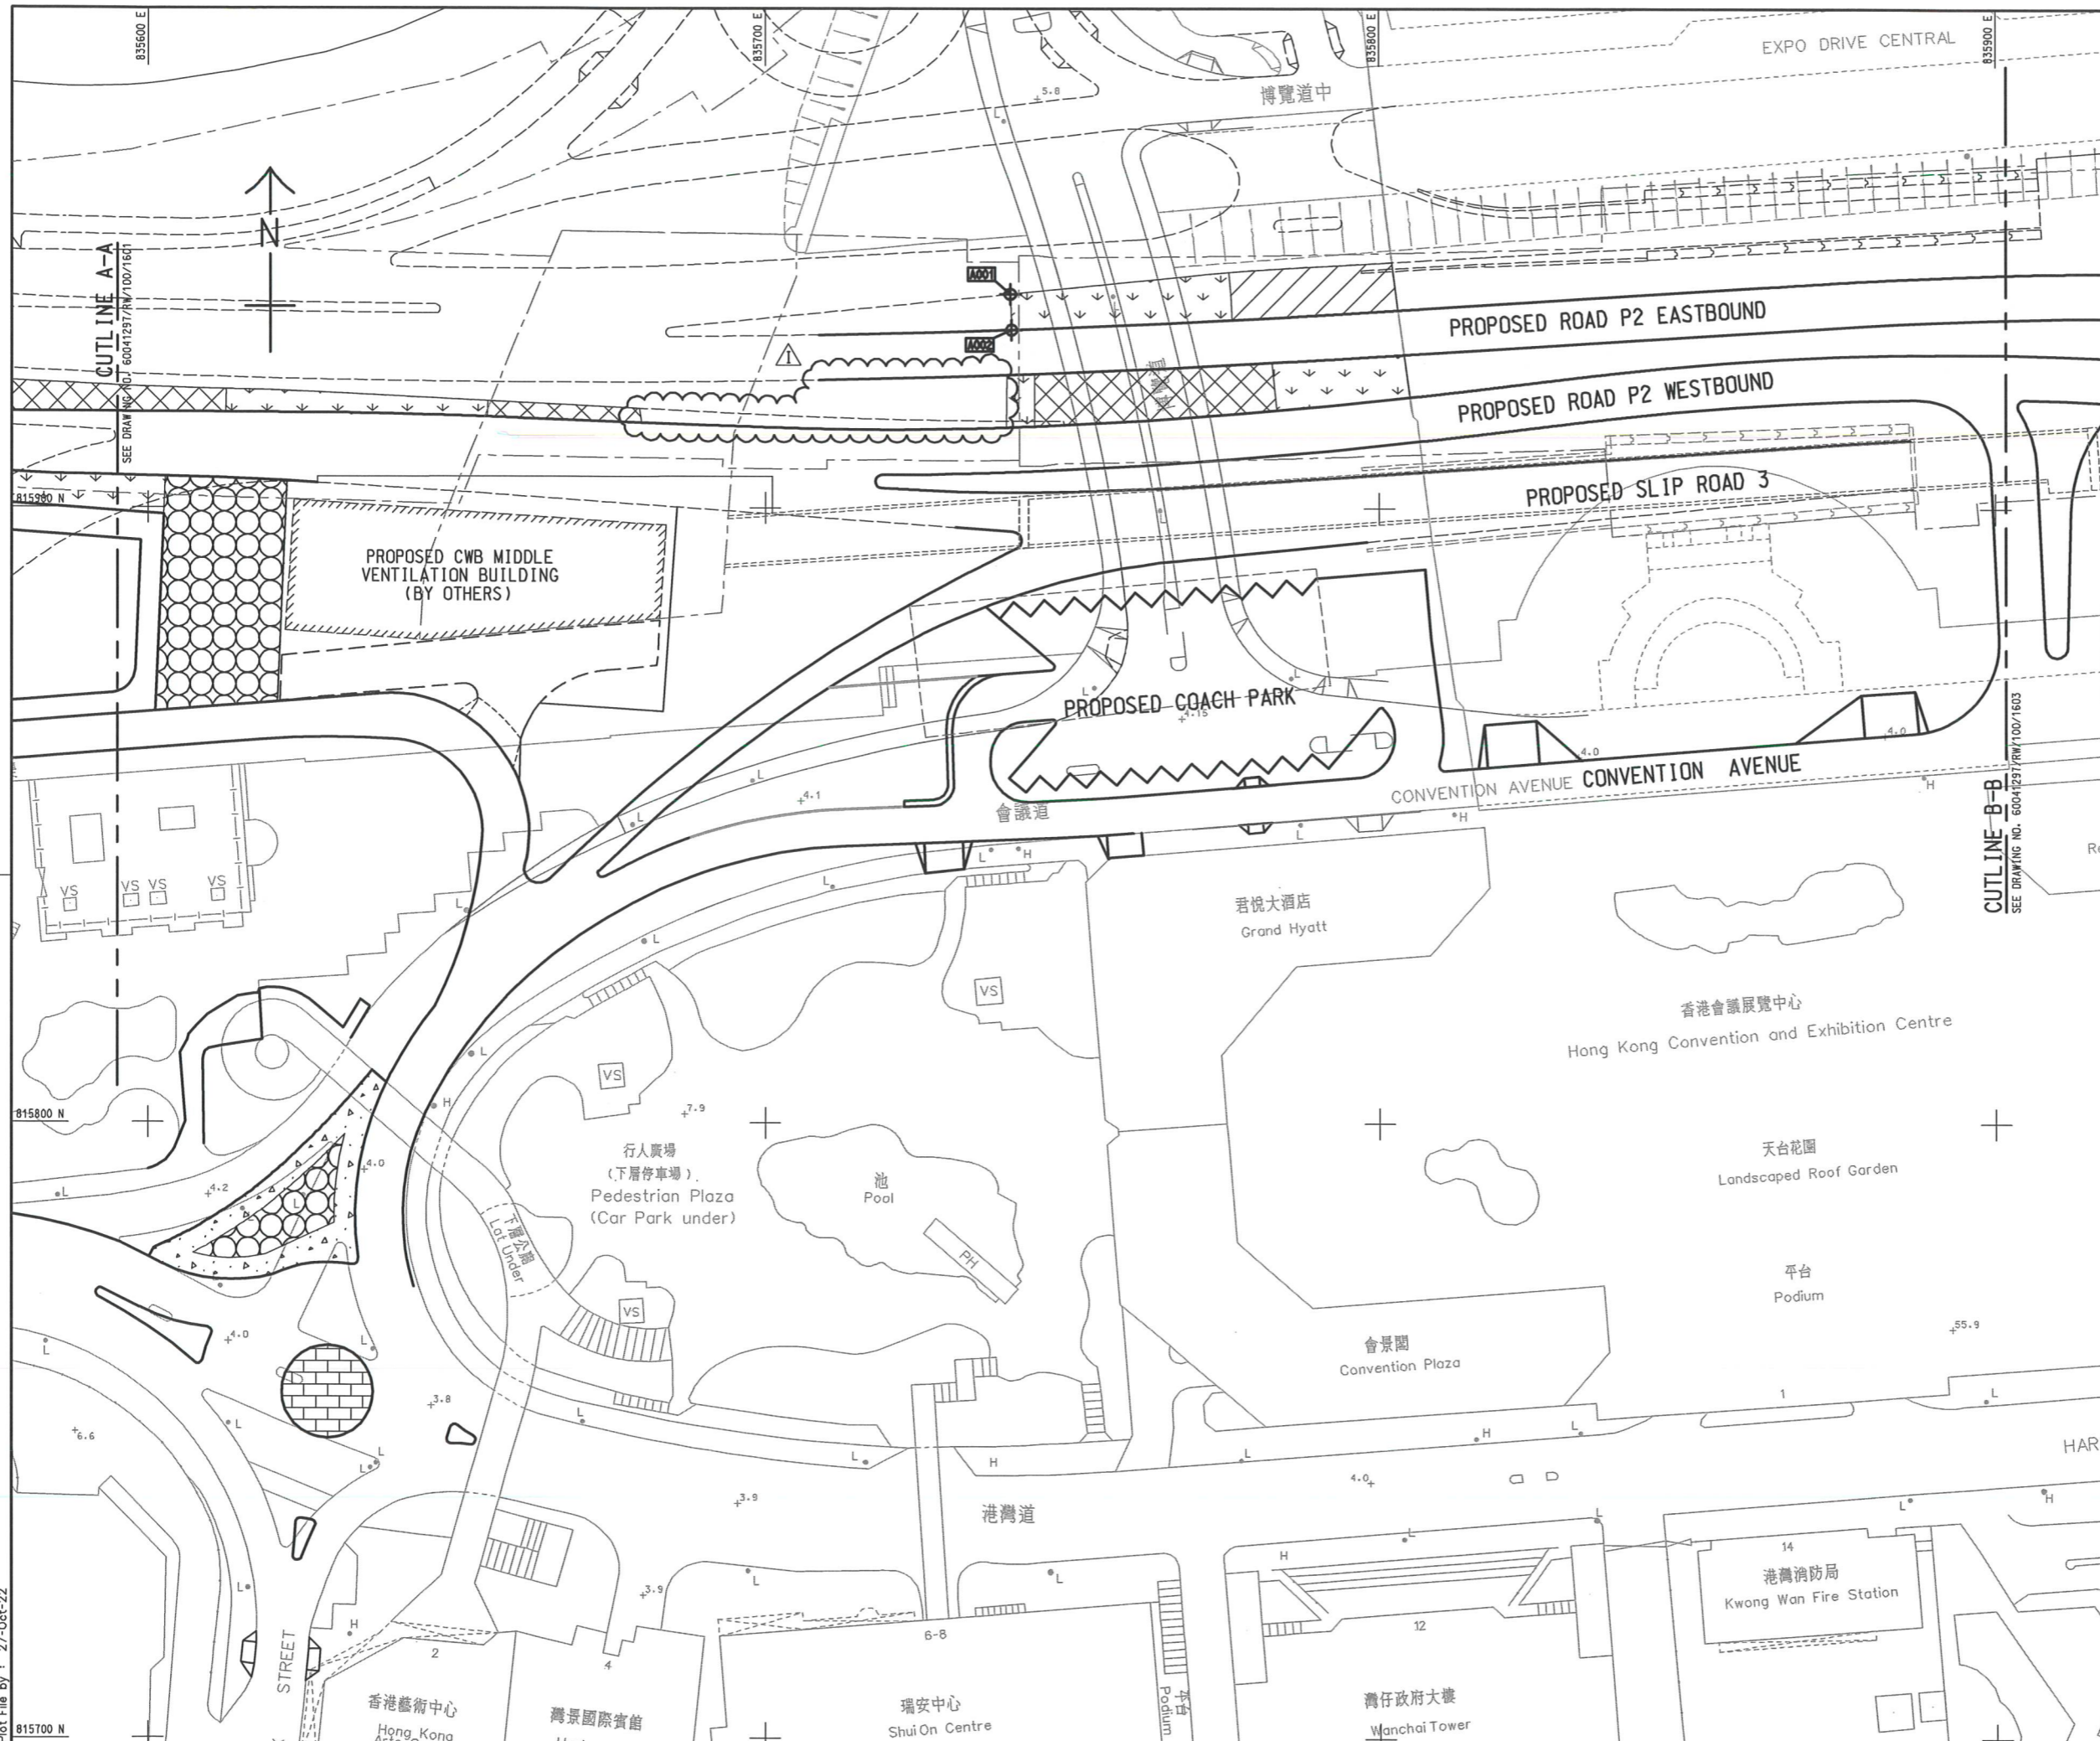 835600 E
835700 E
835800 E
835900 E
EXPO DRIVE CENTRAL
博覽道中
5.8
N
CUTLINE A-A
SEE DRAWING NO. 60041297/RW/100/1601
A001
A002
1
PROPOSED ROAD P2 EASTBOUND
PROPOSED ROAD P2 WESTBOUND
PROPOSED SLIP ROAD 3
815900 N
PROPOSED CWB MIDDLE
VENTILATION BUILDING
(BY OTHERS)
L
L
L
L
PROPOSED COACH PARK
4.15
4.0
4.0
CONVENTION AVENUE
CONVENTION AVENUE
會議道
4.1
L
L
H
H
CUTLINE B-B
SEE DRAWING NO. 60041297/RW/100/1603
VS
VS
VS
VS
L
L
H
L
L
L
君悅大酒店
Grand Hyatt
香港會議展覽中心
Hong Kong Convention and Exhibition Centre
VS
VS
L
H
7.9
815800 N
行人廣場
(下層停車場)
Pedestrian Plaza
(Car Park under)
池
Pool
PH
天台花園
Landscaped Roof Garden
4.0
4.2
L
L
下層公路
Lot Under
VS
平台
Podium
55.9
會景閣
Convention Plaza
1
4.0
L
L
3.8
6.6
L
L
L
L
L
H
L
H
L
L
HAR
4.0
3.9
港灣道
L
L
L
H
H
14
港灣消防局
Kwong Wan Fire Station
L
L
L
3.9
H
STREET
2
4
6-8
12
香港藝術中心
Hong Kong
灣景國際賓館
瑞安中心
Shui On Centre
平台
Podium
灣仔政府大樓
Wanchai Tower
815700 N
Plot File by : 27-Oct-22